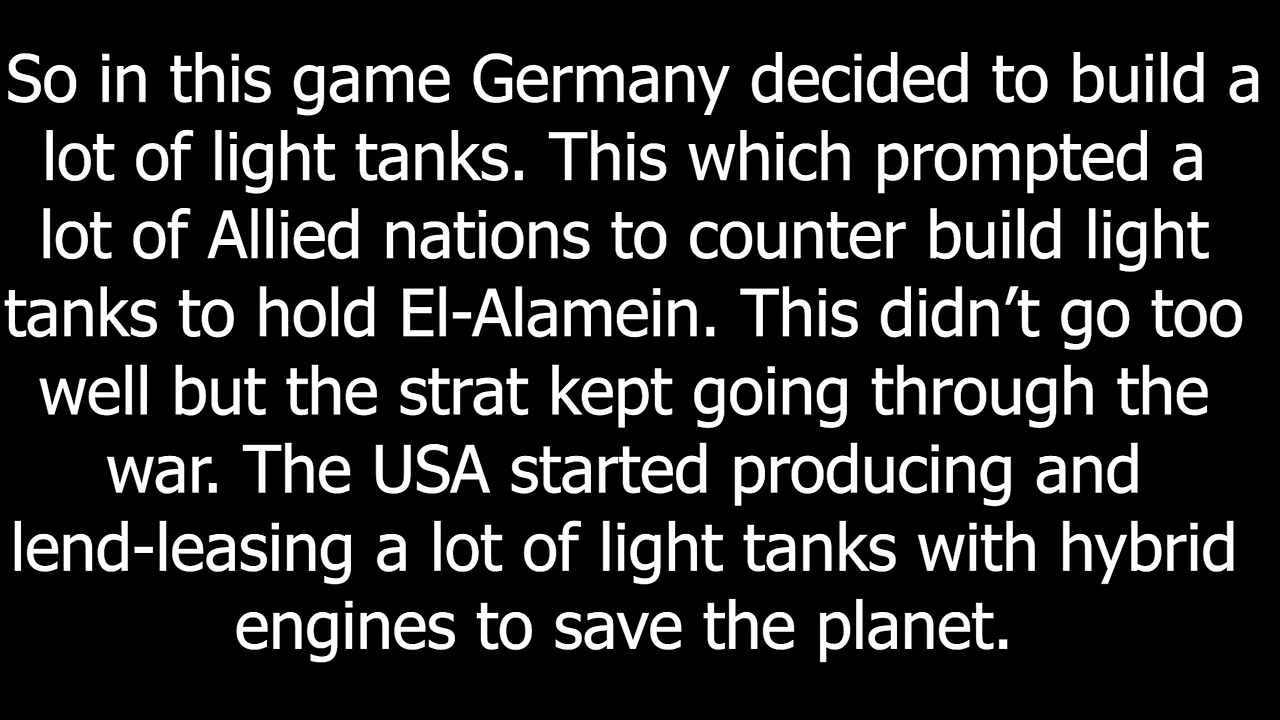 So in this game Germany decided to build a
lot of light tanks. This which prompted a
lot of Allied nations to counter build light
tanks to hold El-Alamein. This didn’t go too
well but the strat kept going through the
war. The USA started producing and
lend-leasing a lot of light tanks with hybrid
engines to save the planet.